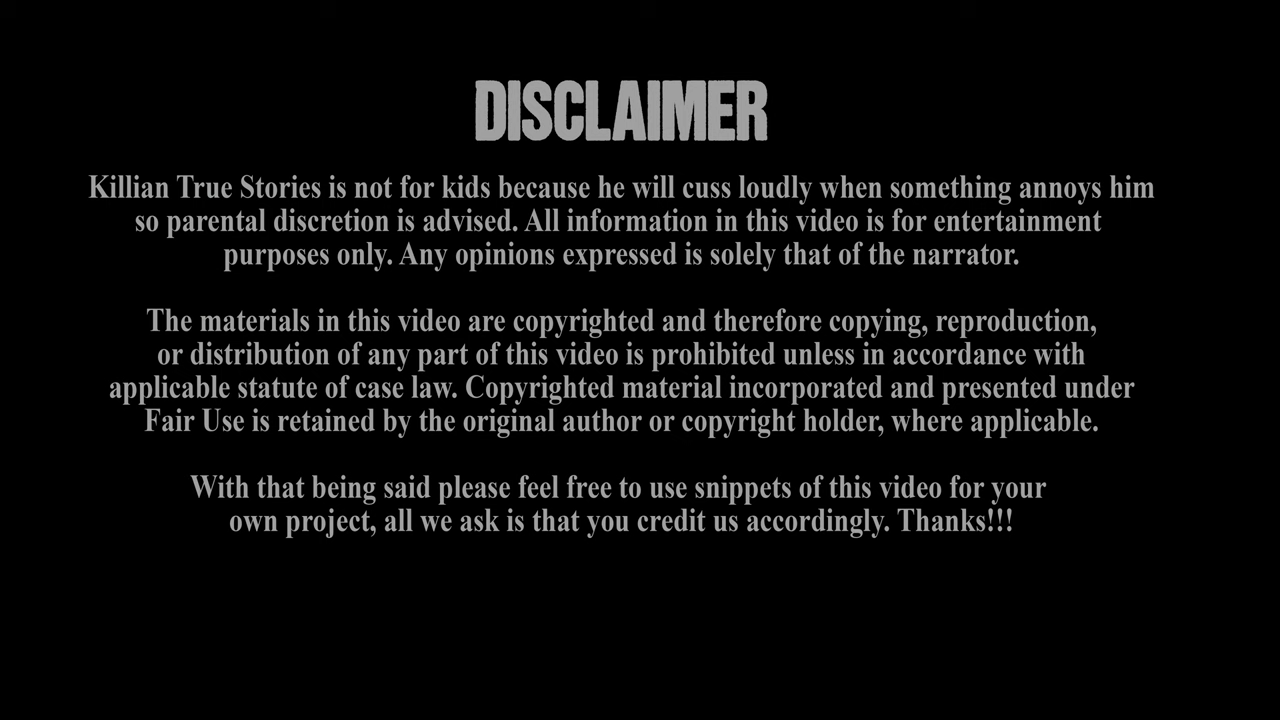 DISCLAIMER
Killian True Stories is not for kids because he will cuss loudly when something annoys him
so parental discretion is advised. All information in this video is for entertainment
purposes only. Any opinions expressed is solely that of the narrator.
The materials in this video are copyrighted and therefore copying, reproduction,
or distribution of any part of this video is prohibited unless in accordance with
applicable statute of case law. Copyrighted material incorporated and presented under
Fair Use is retained by the original author or copyright holder, where applicable.
With that being said please feel free to use snippets of this video for your
own project, all we ask is that you credit us accordingly. Thanks!!!